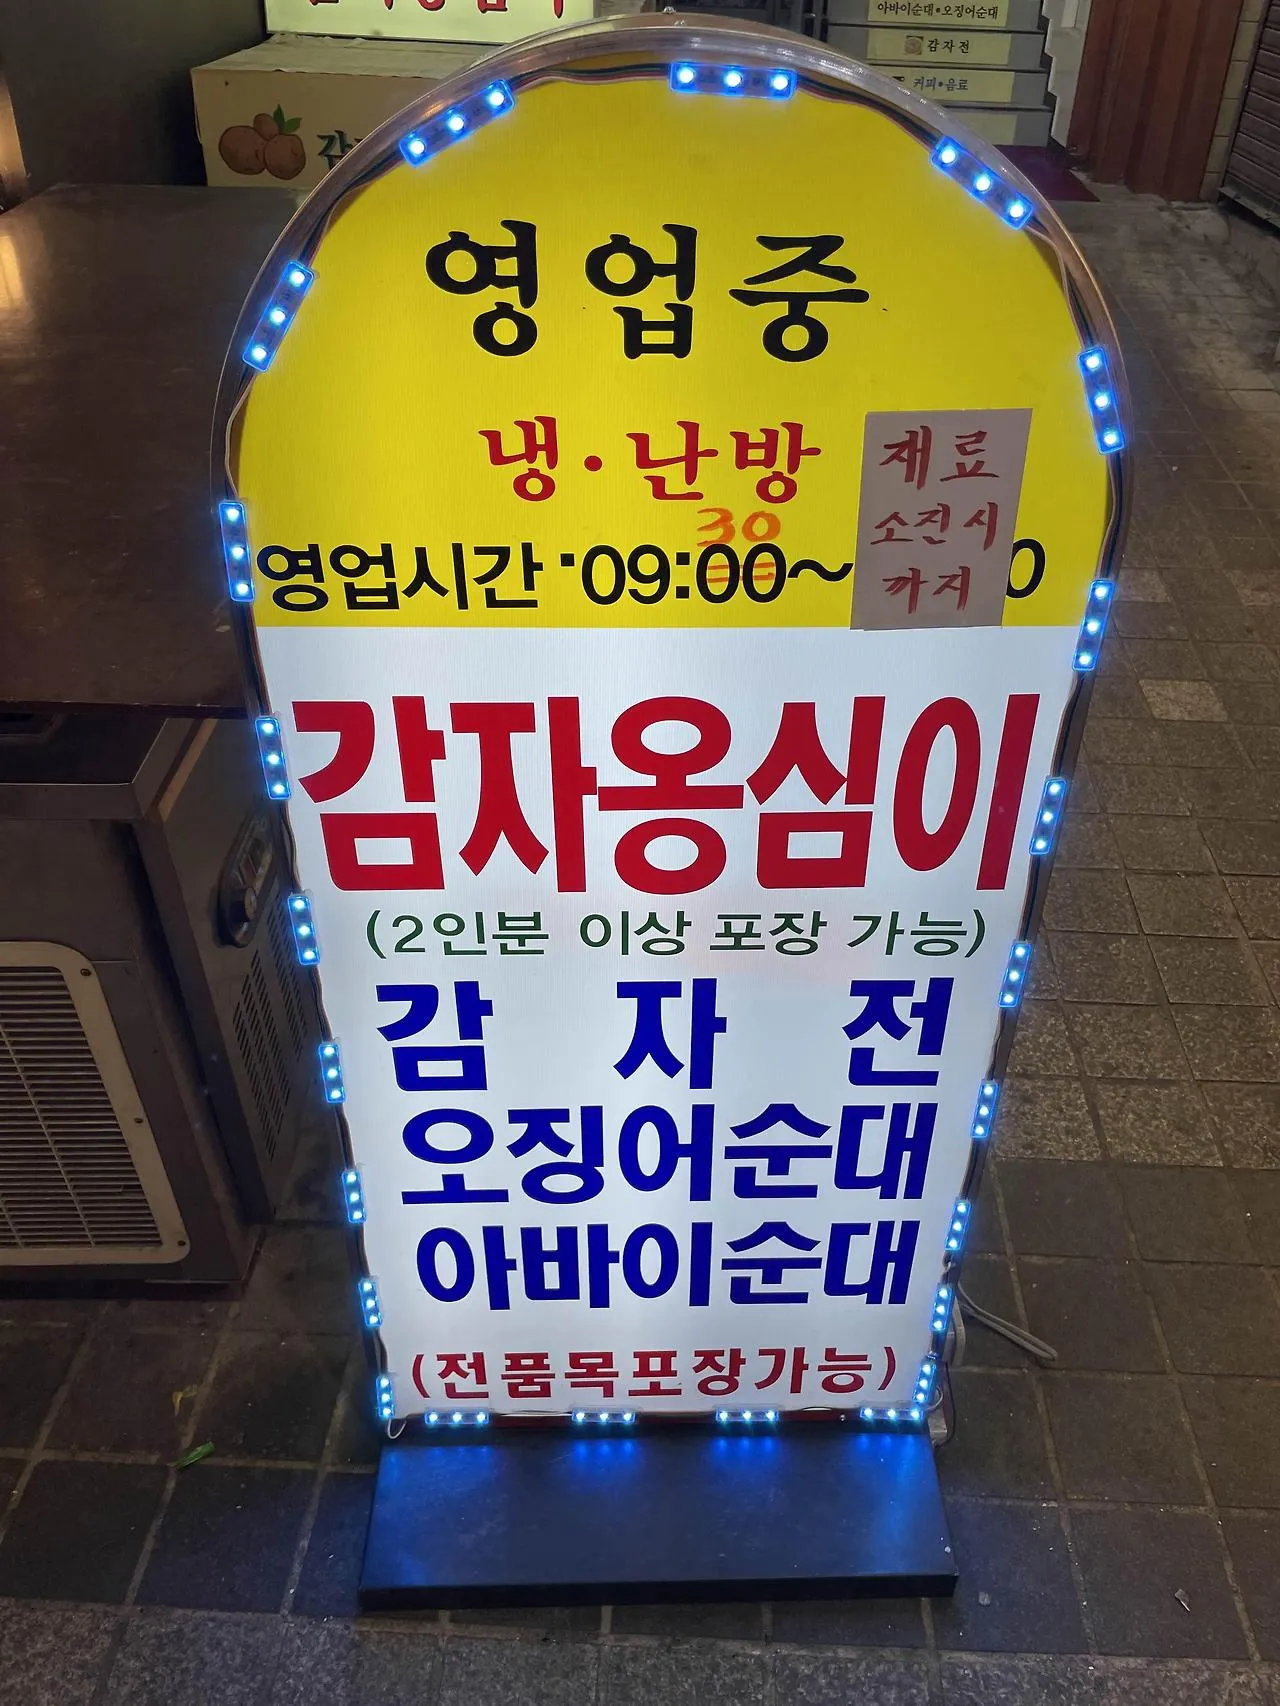 아바이순대•오징어순대
감자전
커피•음료
영업중
냉·난방
30
영업시간 09:00~
재료
소진시
까지
감자옹심이
(2인분 이상 포장 가능)
감 자 전
오징어순대
아바이순대
(전품목포장가능)